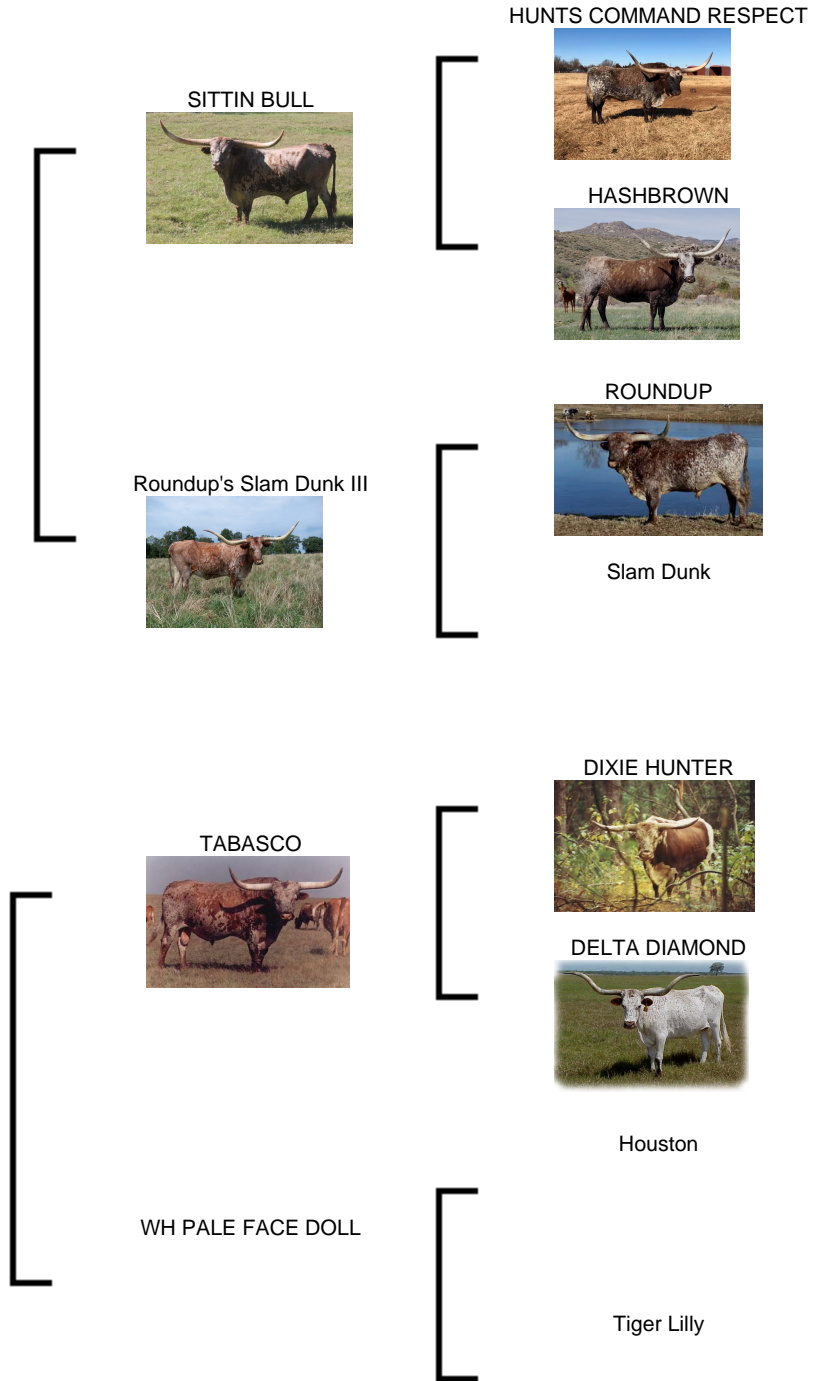 HUNTS COMMAND RESPECT
SITTIN BULL
HASHBROWN
ROUNDUP
Roundup's Slam Dunk III
Slam Dunk
DIXIE HUNTER
TABASCO
DELTA DIAMOND
Houston
WH PALE FACE DOLL
Tiger Lilly